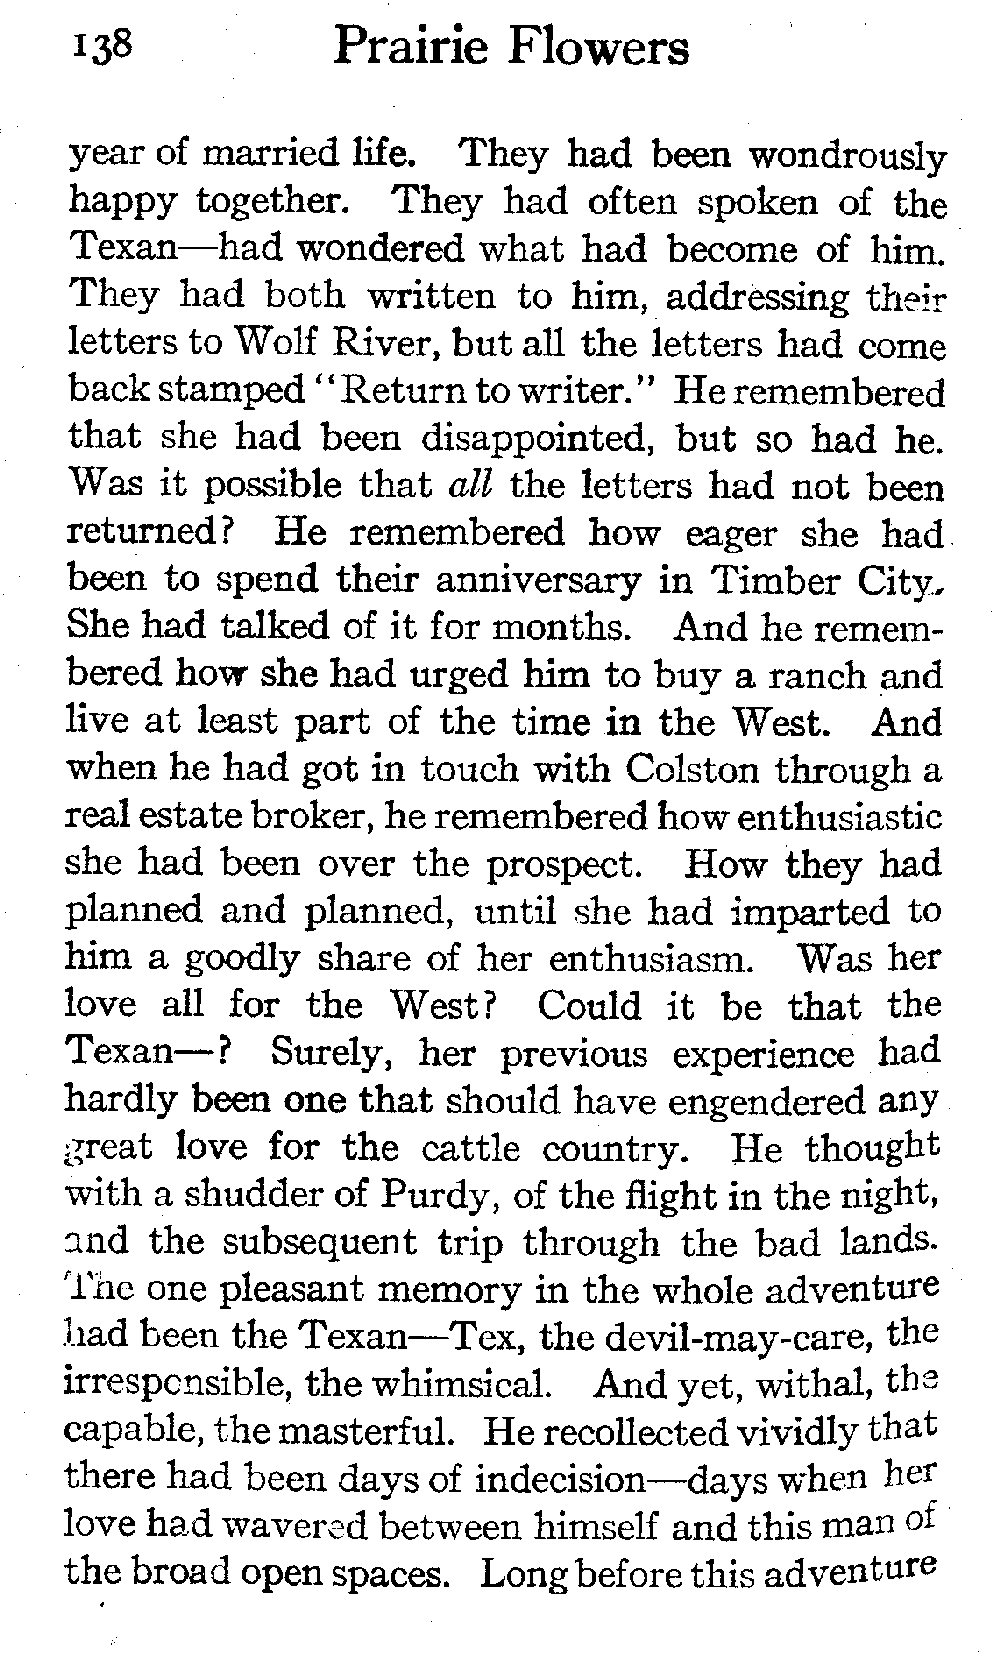 138 Prairie Flowers
year of married life. They had been wondrously
happy together. They had often spoken of the
Texan—had wondered what had become of him.
They had both written to him, addressing their
letters to Wolf River, but all the letters had come
back stamped "Return to writer." He remembered
that she had been disappointed, but so had he.
Was it possible that all the letters had not been
returned? He remembered how eager she had
been to spend their anniversary in Timber City.
She had talked of it for months. And he remem-
bered how she had urged him to buy a ranch and
live at least part of the time in the West. And
when he had got in touch with Colston through a
real estate broker, he remembered how enthusiastic
she had been over the prospect. How they had
planned and planned, until she had imparted to
him a goodly share of her enthusiasm. Was her
love all for the West? Could it be that the
Texan—? Surely, her previous experience had
hardly been one that should have engendered any
great love for the cattle country. He thought
with a shudder of Purdy, of the flight in the night,
and the subsequent trip through the bad lands.
The one pleasant memory in the whole adventure
had been the Texan—Tex, the devil-may-care, the
irresponsible, the whimsical. And yet, withal, the
capable, the masterful. He recollected vividly that
there had been days of indecision—days when her
love had wavered between himself and this man of
the broad open spaces. Long before this adventure